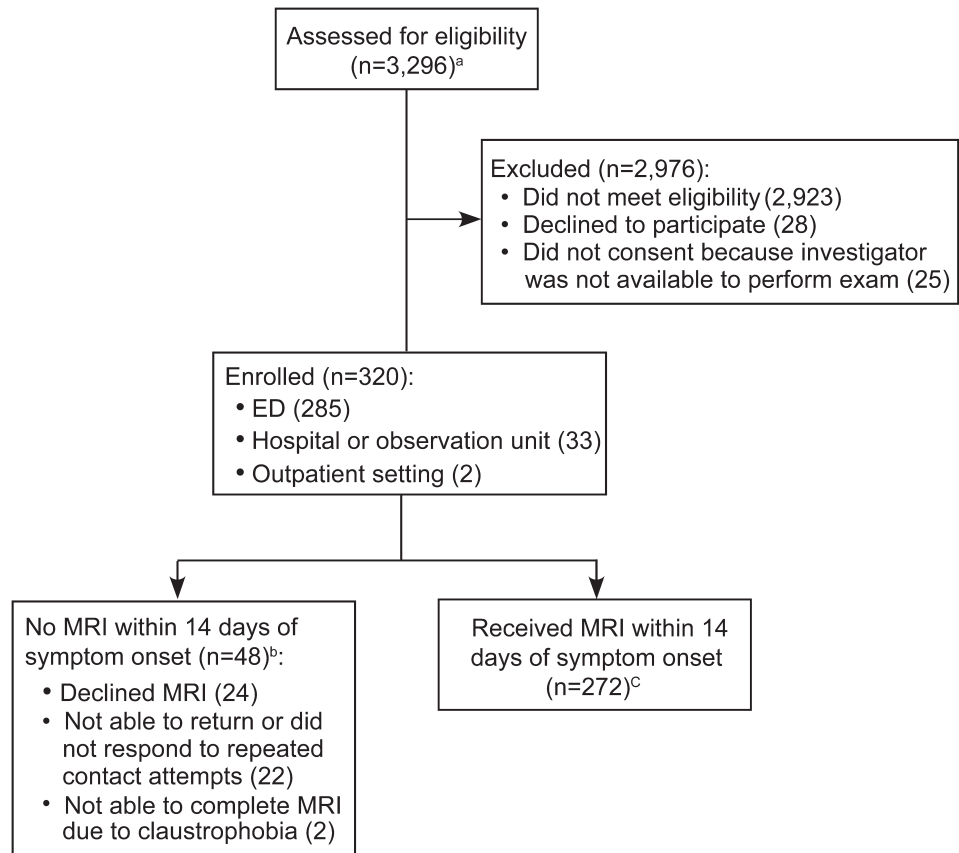 Assessed for eligibility
(n=3,296)a
Excluded (n=2,976):
• Did not meet eligibility (2,923)
• Declined to participate (28)
• Did not consent because investigator
was not available to perform exam (25)
Enrolled (n=320):
• ED (285)
• Hospital or observation unit (33)
• Outpatient setting (2)
No MRI within 14 days of
symptom onset (n=48)b:
• Declined MRI (24)
• Not able to return or did
not respond to repeated
contact attempts (22)
• Not able to complete MRI
due to claustrophobia (2)
Received MRI within 14
days of symptom onset
(n=272)C